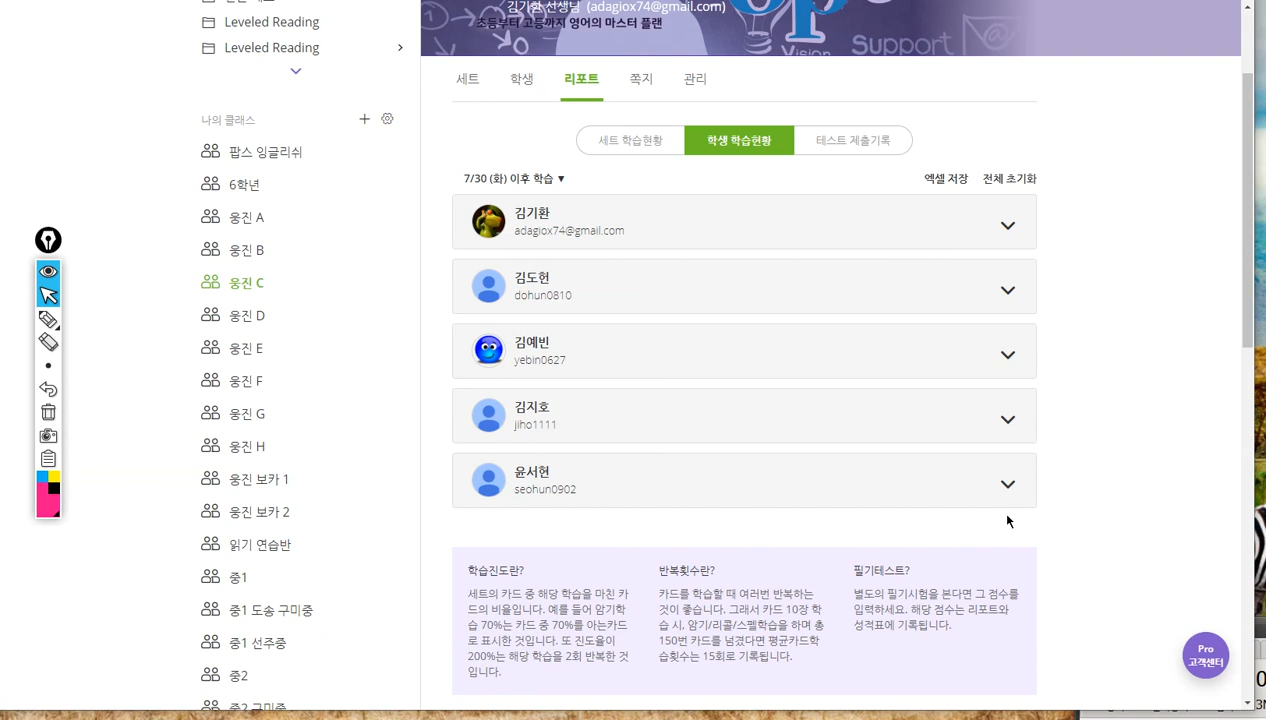 Leveled Reading
Leveled Reading
나의 클래스
팝스 잉글리쉬
6학년
웅진 A
웅진 B
웅진 C
웅진 D
웅진 E
웅진 F
웅진 G
웅진 H
웅진 보카 1
웅진 보카 2
읽기 연습반
중1
중1 도송 구미중
중1 선주중
중2
중2 구미중
김기환 선생님 (adagiox74@gmail.com)
초등부터 고등까지 영어의 마스터 플랜
Vision
Support
세트 학생 리포트 쪽지 관리
세트 학습현황 학생 학습현황 테스트 제출기록
7/30 (화) 이후 학습 ▼ 엑셀 저장 전체 초기화
김기환
adagiox74@gmail.com
김도헌
dohun0810
김예빈
yebin0627
김지호
jiho1111
윤서헌
seohun0902
학습진도란?
세트의 카드 중 해당 학습을 마친 카
드의 비율입니다. 예를 들어 암기학
습 70%는 카드 중 70%를 아는카드
로 표시한 것입니다. 또 진도율이
200%는 해당 학습을 2회 반복한 것
입니다.
반복횟수란?
카드를 학습할 때 여러번 반복하는
것이 좋습니다. 그래서 카드 10장 학
습 시, 암기/리콜/스펠학습을 하며 총
150번 카드를 넘겼다면 평균카드학
습횟수는 15회로 기록됩니다.
필기테스트?
별도의 필기시험을 본다면 그 점수를
입력하세요. 해당 점수는 리포트와
성적표에 기록됩니다.
Pro
고객센터